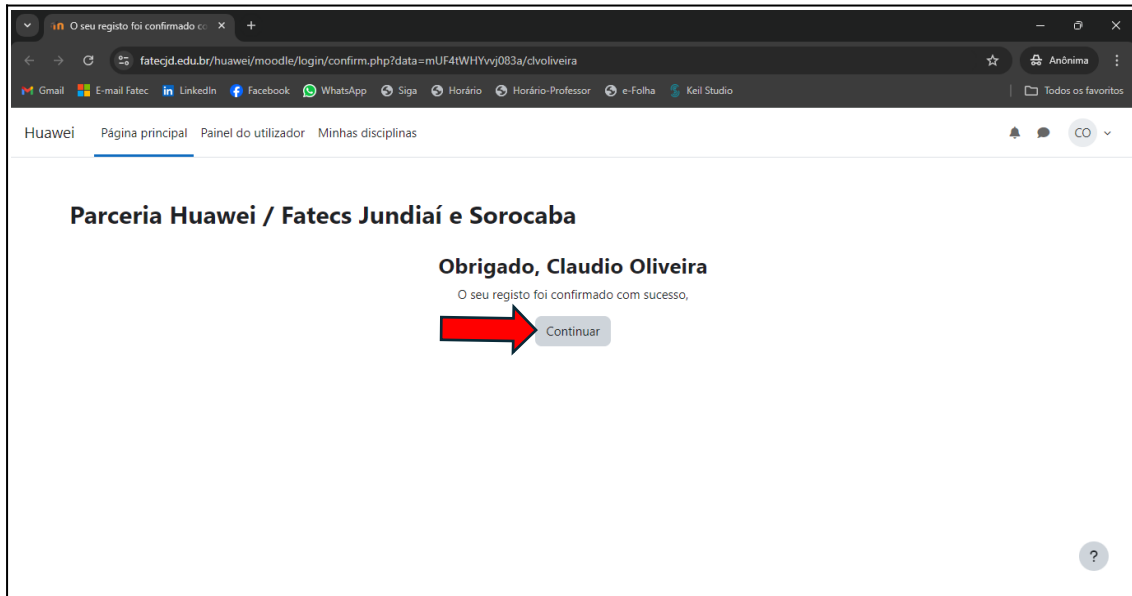 O seu registo foi confirmado co
fatecjd.edu.br/huawei/moodle/login/confirm.php?data=mUF4tWHYvvj083a/clvoliveira
Anônima
Gmail E-mail Fatec LinkedIn Facebook WhatsApp Siga Horário Horário-Professor e-Folha Keil Studio Todos os favoritos
Huawei Página principal Painel do utilizador Minhas disciplinas CO
Parceria Huawei / Fatecs Jundiaí e Sorocaba
Obrigado, Claudio Oliveira
O seu registo foi confirmado com sucesso,
Continuar
?